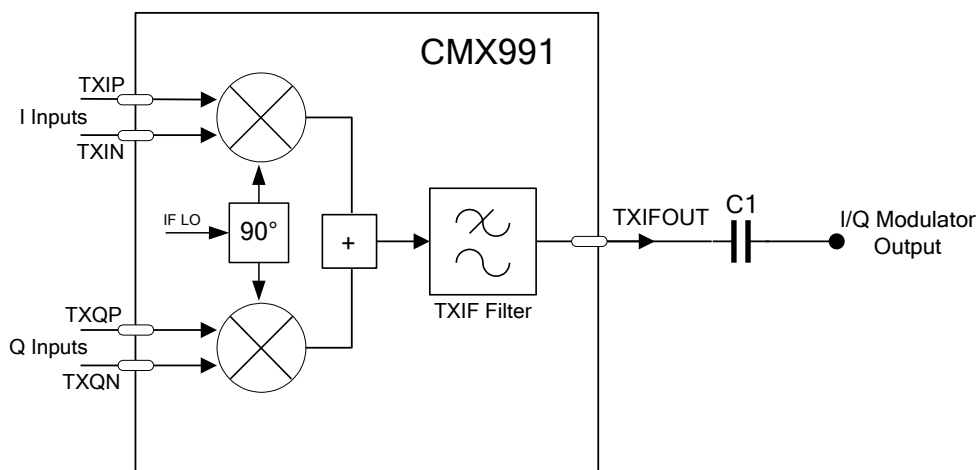 CMX991
TXIP
I Inputs
TXIN
IF LO
90°
+
TXIF Filter
TXIFOUT
C1
I/Q Modulator
Output
TXQP
Q Inputs
TXQN